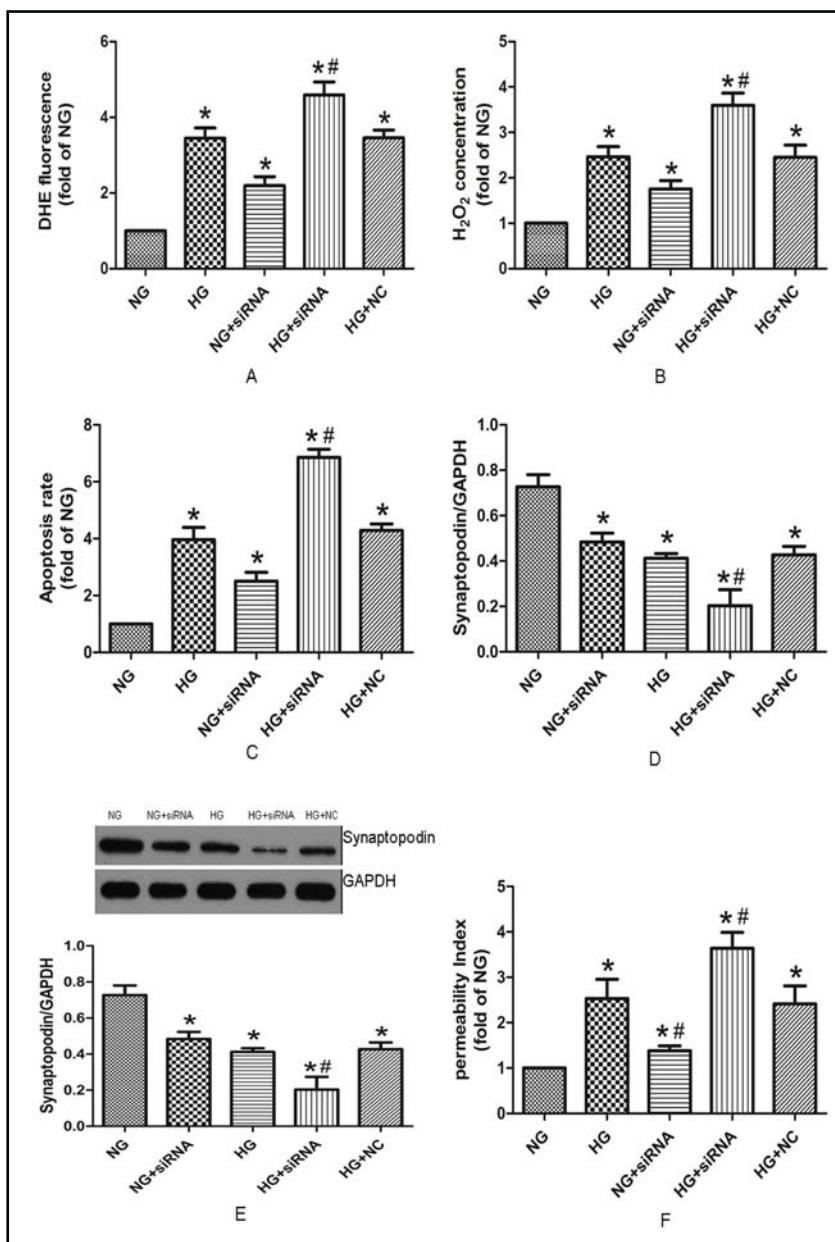 DHE fluorescence
(fold of NG)
8
6
4
2
0
*
*
* #
*
NG
HG
NG+siRNA
HG+siRNA
HG+NC
A
H2O2 concentration
(fold of NG)
5
4
3
2
1
0
*
*
* #
*
NG
HG
NG+siRNA
HG+siRNA
HG+NC
B
Apoptosis rate
(fold of NG)
8
6
4
2
0
*
*
* #
*
NG
HG
NG+siRNA
HG+siRNA
HG+NC
C
Synaptopodin/GAPDH
1.0
0.8
0.6
0.4
0.2
0.0
*
*
*#
*
NG
NG+siRNA
HG
HG+siRNA
HG+NC
D
NG NG+siRNA HG HG+siRNA HG+NC
Synaptopodin
GAPDH
Synaptopodin/GAPDH
1.0
0.8
0.6
0.4
0.2
0.0
*
*
*#
*
NG
NG+siRNA
HG
HG+siRNA
HG+NC
E
permeability Index
(fold of NG)
5
4
3
2
1
0
*
*#
*#
*
NG
HG
NG+siRNA
HG+siRNA
HG+NC
F